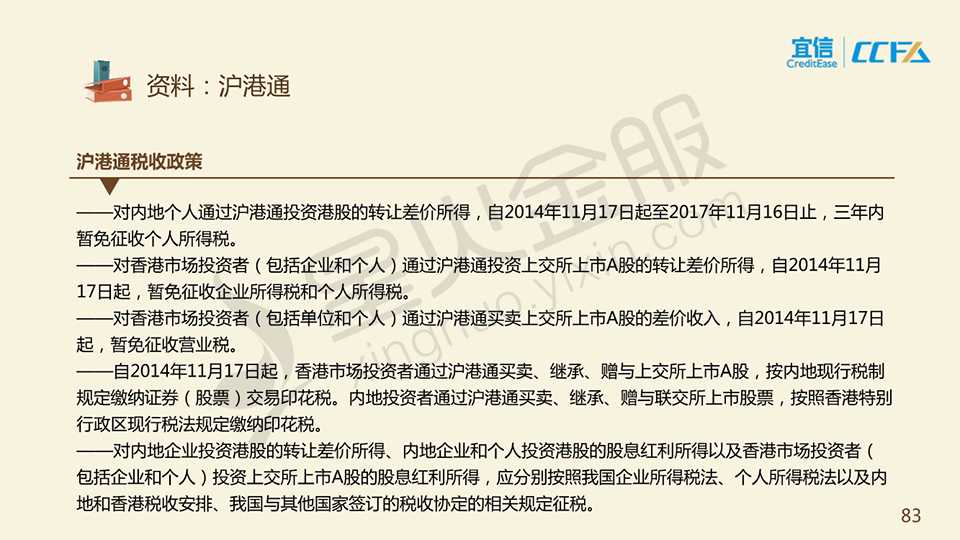 宜信
CreditEase
CCFA
资料：沪港通
沪港通税收政策
——对内地个人通过沪港通投资港股的转让差价所得，自2014年11月17日起至2017年11月16日止，三年内
暂免征收个人所得税。
——对香港市场投资者（包括企业和个人）通过沪港通投资上交所上市A股的转让差价所得，自2014年11月
17日起，暂免征收企业所得税和个人所得税。
——对香港市场投资者（包括单位和个人）通过沪港通买卖上交所上市A股的差价收入，自2014年11月17日
起，暂免征收营业税。
——自2014年11月17日起，香港市场投资者通过沪港通买卖、继承、赠与上交所上市A股，按内地现行税制
规定缴纳证券（股票）交易印花税。内地投资者通过沪港通买卖、继承、赠与联交所上市股票，按照香港特别
行政区现行税法规定缴纳印花税。
——对内地企业投资港股的转让差价所得、内地企业和个人投资港股的股息红利所得以及香港市场投资者（
包括企业和个人）投资上交所上市A股的股息红利所得，应分别按照我国企业所得税法、个人所得税法以及内
地和香港税收安排、我国与其他国家签订的税收协定的相关规定征税。
星火金服
xinghuo.yixin.com
83